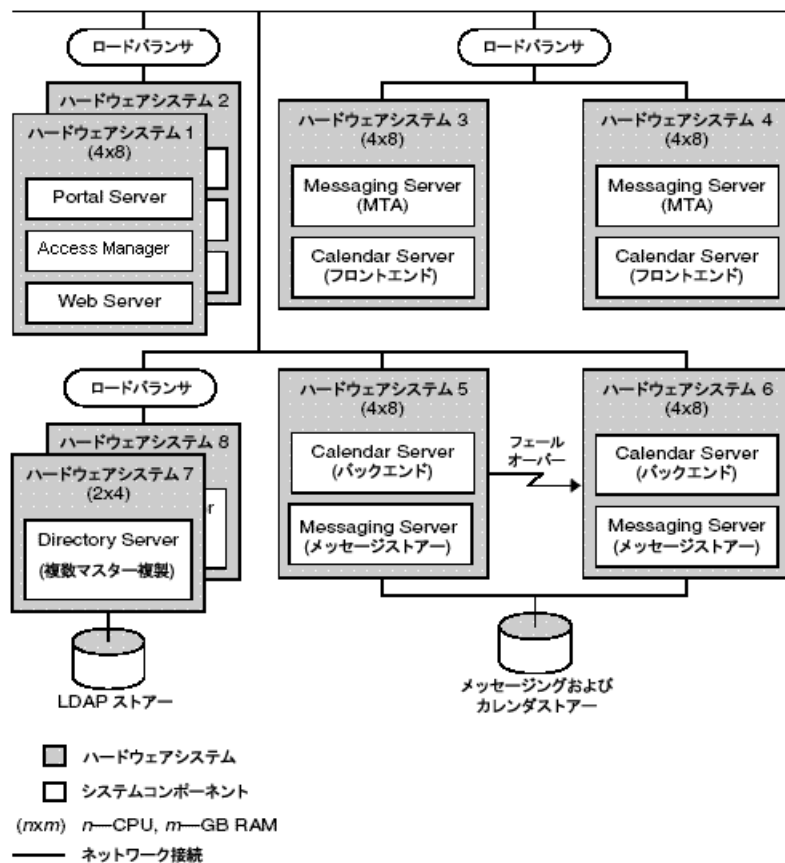 ロードバランサ
ロードバランサ
ハードウェアシステム 2
ハードウェアシステム 1
(4x8)
Portal Server
Access Manager
Web Server
ハードウェアシステム 3
(4x8)
Messaging Server
(MTA)
Calendar Server
(フロントエンド)
ハードウェアシステム 4
(4x8)
Messaging Server
(MTA)
Calendar Server
(フロントエンド)
ロードバランサ
ハードウェアシステム 8
ハードウェアシステム 7
(2x4)
Directory Server
(複数マスター複製)
LDAP ストアー
ハードウェアシステム 5
(4x8)
Calendar Server
(バックエンド)
Messaging Server
(メッセージストアー)
フェール
オーバー
ハードウェアシステム 6
(4x8)
Calendar Server
(バックエンド)
Messaging Server
(メッセージストアー)
メッセージングおよび
カレンダストアー
ハードウェアシステム
システムコンポーネント
(nxm) n—CPU, m—GB RAM
ネットワーク接続